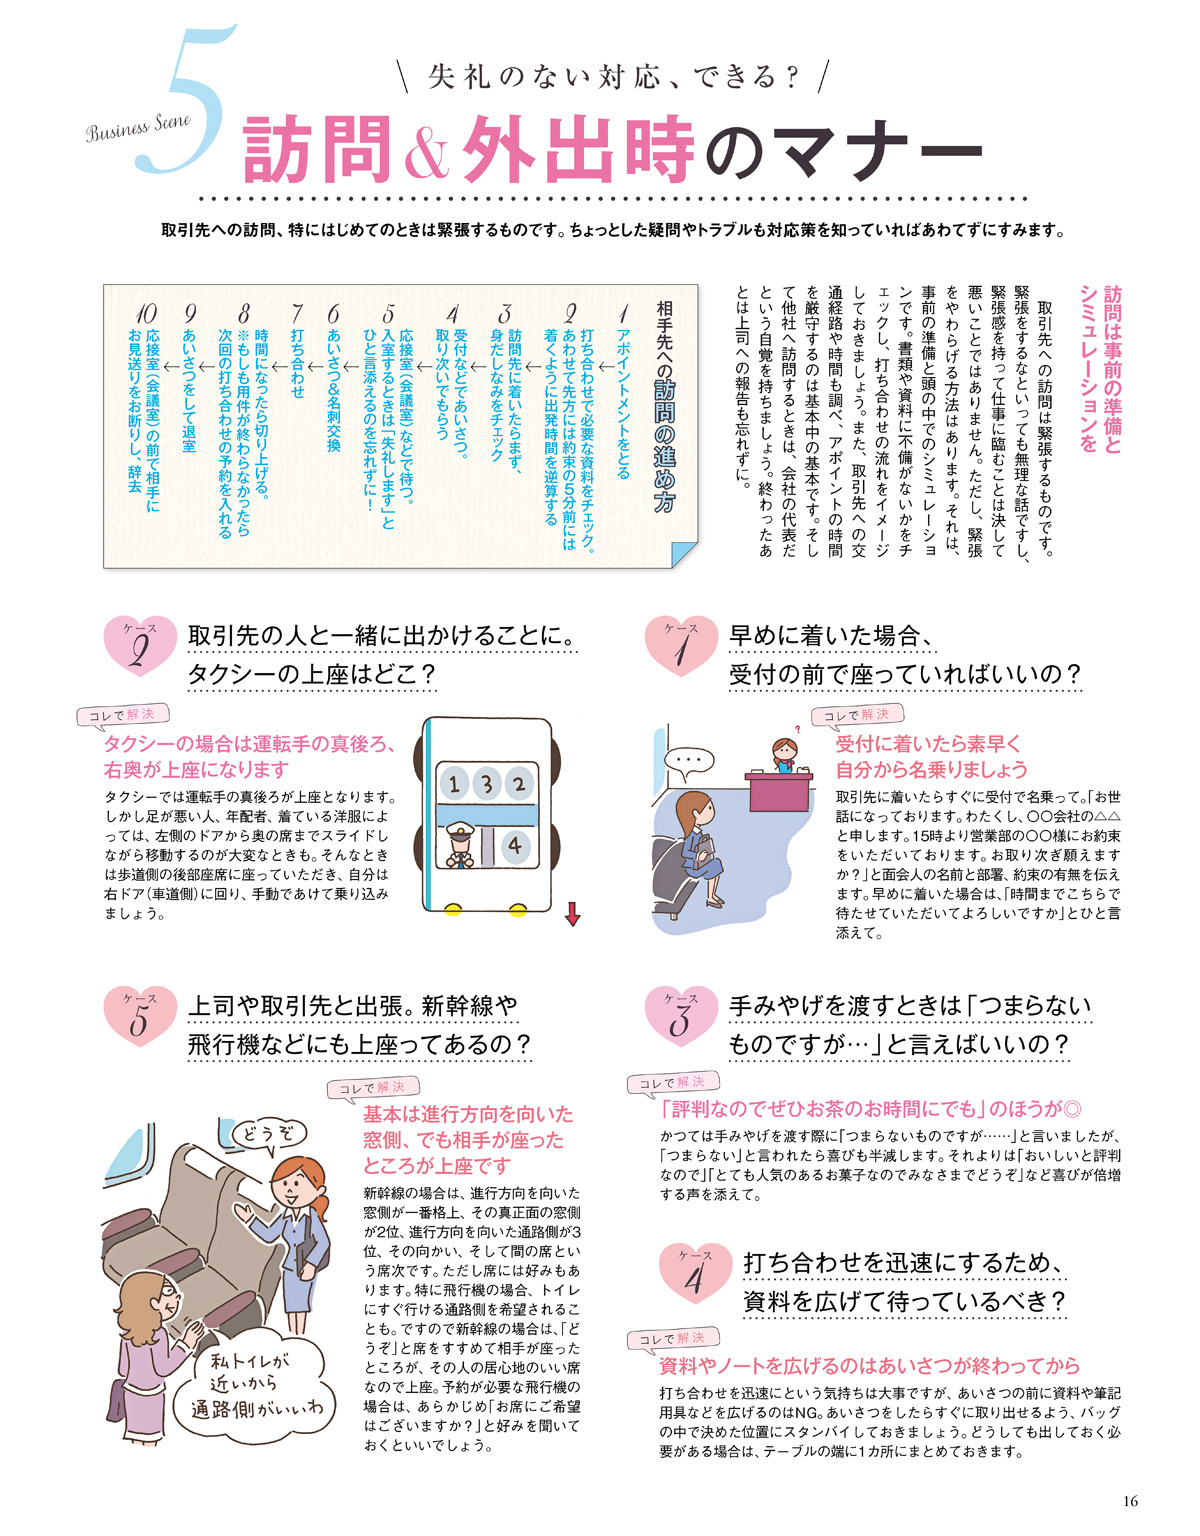 5
Business Scene
失礼のない対応、できる？
訪問&外出時のマナー
取引先への訪問、特にはじめてのときは緊張するものです。ちょっとした疑問やトラブルも対応策を知っていればあわてずにすみます。
訪問は事前の準備と
シミュレーションを
取引先への訪問は緊張するものです。
緊張をするなといっても無理な話ですし、
緊張感を持って仕事に臨むことは決して
悪いことではありません。ただし、緊張
をやわらげる方法はあります。それは、
事前の準備と頭の中でのシミュレーショ
ンです。書類や資料に不備がないかをチ
ェックし、打ち合わせの流れをイメージ
しておきましょう。また、取引先への交
通経路や時間も調べ、アポイントの時間
を厳守するのは基本中の基本です。そし
て他社へ訪問するときは、会社の代表だ
という自覚を持ちましょう。終わったあ
とは上司への報告も忘れずに。
相手先への訪問の進め方
1
アポイントメントをとる
←
2
打ち合わせで必要な資料をチェック。
あわせて先方には約束の5分前には
着くように出発時間を逆算する
←
3
訪問先に着いたらまず、
身だしなみをチェック
←
4
受付などであいさつ。
取り次いでもらう
←
5
応接室（会議室）などで待つ。
入室するときは「失礼します」と
ひと言添えるのを忘れずに！
←
6
あいさつ&名刺交換
←
7
打ち合わせ
←
8
時間になったら切り上げる。
※もしも用件が終わらなかったら
次回の打ち合わせの予約を入れる
←
9
あいさつをして退室
←
10
応接室（会議室）の前で相手に
お見送りをお断りし、辞去
ケース
1
早めに着いた場合、
受付の前で座っていればいいの？
コレで解決
受付に着いたら素早く
自分から名乗りましょう
取引先に着いたらすぐに受付で名乗って。「お世
話になっております。わたくし、〇〇会社の△△
と申します。15時より営業部の〇〇様にお約束
をいただいております。お取り次ぎ願えます
か？」と面会人の名前と部署、約束の有無を伝え
ます。早めに着いた場合は、「時間までこちらで
待たせていただいてよろしいですか」とひと言
添えて。
…
?
ケース
2
取引先の人と一緒に出かけることに。
タクシーの上座はどこ？
コレで解決
タクシーの場合は運転手の真後ろ、
右奥が上座になります
タクシーでは運転手の真後ろが上座となります。
しかし足が悪い人、年配者、着ている洋服によ
っては、左側のドアから奥の席までスライドし
ながら移動するのが大変なときも。そんなとき
は歩道側の後部座席に座っていただき、自分は
右ドア（車道側）に回り、手動であけて乗り込み
ましょう。
1 3 2
4
ケース
3
手みやげを渡すときは「つまらない
ものですが…」と言えばいいの？
コレで解決
「評判なのでぜひお茶のお時間にでも」のほうが◎
かつては手みやげを渡す際に「つまらないものですが……」と言いましたが、
「つまらない」と言われたら喜びも半減します。それよりは「おいしいと評判
なので」「とても人気のあるお菓子なのでみなさまでどうぞ」など喜びが倍増
する声を添えて。
ケース
4
打ち合わせを迅速にするため、
資料を広げて待っているべき？
コレで解決
資料やノートを広げるのはあいさつが終わってから
打ち合わせを迅速にという気持ちは大事ですが、あいさつの前に資料や筆記
用具などを広げるのはNG。あいさつをしたらすぐに取り出せるよう、バッグ
の中で決めた位置にスタンバイしておきましょう。どうしても出しておく必
要がある場合は、テーブルの端に1カ所にまとめておきます。
ケース
5
上司や取引先と出張。新幹線や
飛行機などにも上座ってあるの？
コレで解決
基本は進行方向を向いた
窓側、でも相手が座った
ところが上座です
新幹線の場合は、進行方向を向いた
窓側が一番格上、その真正面の窓側
が2位、進行方向を向いた通路側が3
位、その向かい、そして間の席とい
う席次です。ただし席には好みもあ
ります。特に飛行機の場合、トイレ
にすぐ行ける通路側を希望されるこ
とも。ですので新幹線の場合は、「ど
うぞ」と席をすすめて相手が座った
ところが、その人の居心地のいい席
なので上座。予約が必要な飛行機の
場合は、あらかじめ「お席にご希望
はございますか？」と好みを聞いて
おくといいでしょう。
どうぞ
私トイレが
近いから
通路側がいいわ
16